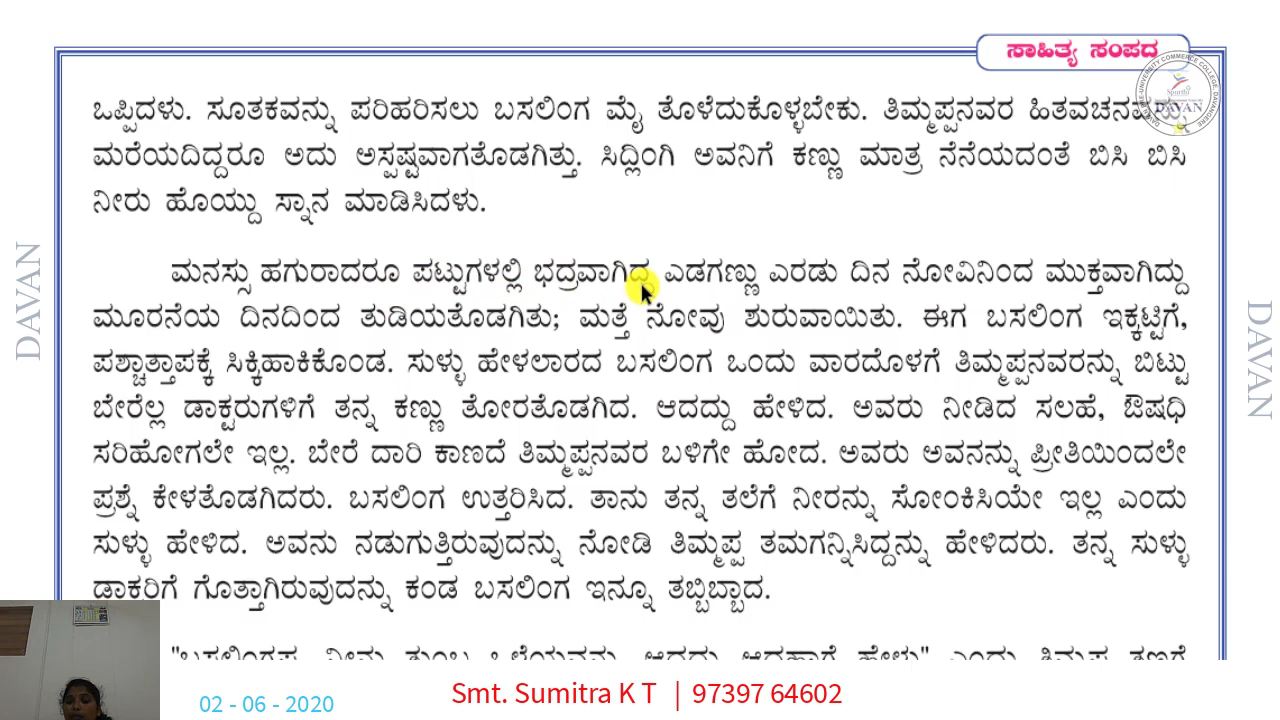 ಸಾಹಿತ್ಯ ಸಂಪದ
ಒಪ್ಪಿದಳು. ಸೂತಕವನ್ನು ಪರಿಹರಿಸಲು ಬಸಲಿಂಗ ಮೈ ತೊಳೆದುಕೊಳ್ಳಬೇಕು. ತಿಮ್ಮಪ್ಪನವರ
ಮರೆಯದಿದ್ದರೂ ಅದು ಅಸ್ಪಷ್ಟವಾಗತೊಡಗಿತ್ತು. ಸಿದ್ಲಿಂಗಿ ಅವನಿಗೆ ಕಣ್ಣು ಮಾತ್ರ ನೆನೆಯದಂತೆ ಬಿಸಿ ಬಿಸಿ
ನೀರು ಹೊಯ್ದು ಸ್ನಾನ ಮಾಡಿಸಿದಳು.
ಮನಸ್ಸು ಹಗುರಾದರೂ ಪಟ್ಟುಗಳಲ್ಲಿ ಭದ್ರವಾಗಿದ್ದ ಎಡಗಣ್ಣು ಎರಡು ದಿನ ನೋವಿನಿಂದ ಮುಕ್ತವಾಗಿದ್ದು
ಮೂರನೆಯ ದಿನದಿಂದ ತುಡಿಯತೊಡಗಿತು; ಮತ್ತೆ ನೋವು ಶುರುವಾಯಿತು. ಈಗ ಬಸಲಿಂಗ ಇಕ್ಕಟ್ಟಿಗೆ,
ಪಶ್ಚಾತ್ತಾಪಕ್ಕೆ ಸಿಕ್ಕಿಹಾಕಿಕೊಂಡ. ಸುಳ್ಳು ಹೇಳಲಾರದ ಬಸಲಿಂಗ ಒಂದು ವಾರದೊಳಗೆ ತಿಮ್ಮಪ್ಪನವರನ್ನು ಬಿಟ್ಟು
ಬೇರೆಲ್ಲ ಡಾಕ್ಟರುಗಳಿಗೆ ತನ್ನ ಕಣ್ಣು ತೋರತೊಡಗಿದ. ಆದದ್ದು ಹೇಳಿದ. ಅವರು ನೀಡಿದ ಸಲಹೆ, ಔಷಧಿ
ಸರಿಹೋಗಲೇ ಇಲ್ಲ. ಬೇರೆ ದಾರಿ ಕಾಣದೆ ತಿಮ್ಮಪ್ಪನವರ ಬಳಿಗೇ ಹೋದ. ಅವರು ಅವನನ್ನು ಪ್ರೀತಿಯಿಂದಲೇ
ಪ್ರಶ್ನೆ ಕೇಳತೊಡಗಿದರು. ಬಸಲಿಂಗ ಉತ್ತರಿಸಿದ. ತಾನು ತನ್ನ ತಲೆಗೆ ನೀರನ್ನು ಸೋಂಕಿಸಿಯೇ ಇಲ್ಲ ಎಂದು
ಸುಳ್ಳು ಹೇಳಿದ. ಅವನು ನಡುಗುತ್ತಿರುವುದನ್ನು ನೋಡಿ ತಿಮ್ಮಪ್ಪ ತಮಗನ್ನಿಸಿದ್ದನ್ನು ಹೇಳಿದರು. ತನ್ನ ಸುಳ್ಳು
ಡಾಕ್ಟರಿಗೆ ಗೊತ್ತಾಗಿರುವುದನ್ನು ಕಂಡ ಬಸಲಿಂಗ ಇನ್ನೂ ತಬ್ಬಿಬ್ಬಾದ.
DAVAN
DAVAN
DAVAN
02 - 06 - 2020
Smt. Sumitra K T | 97397 64602